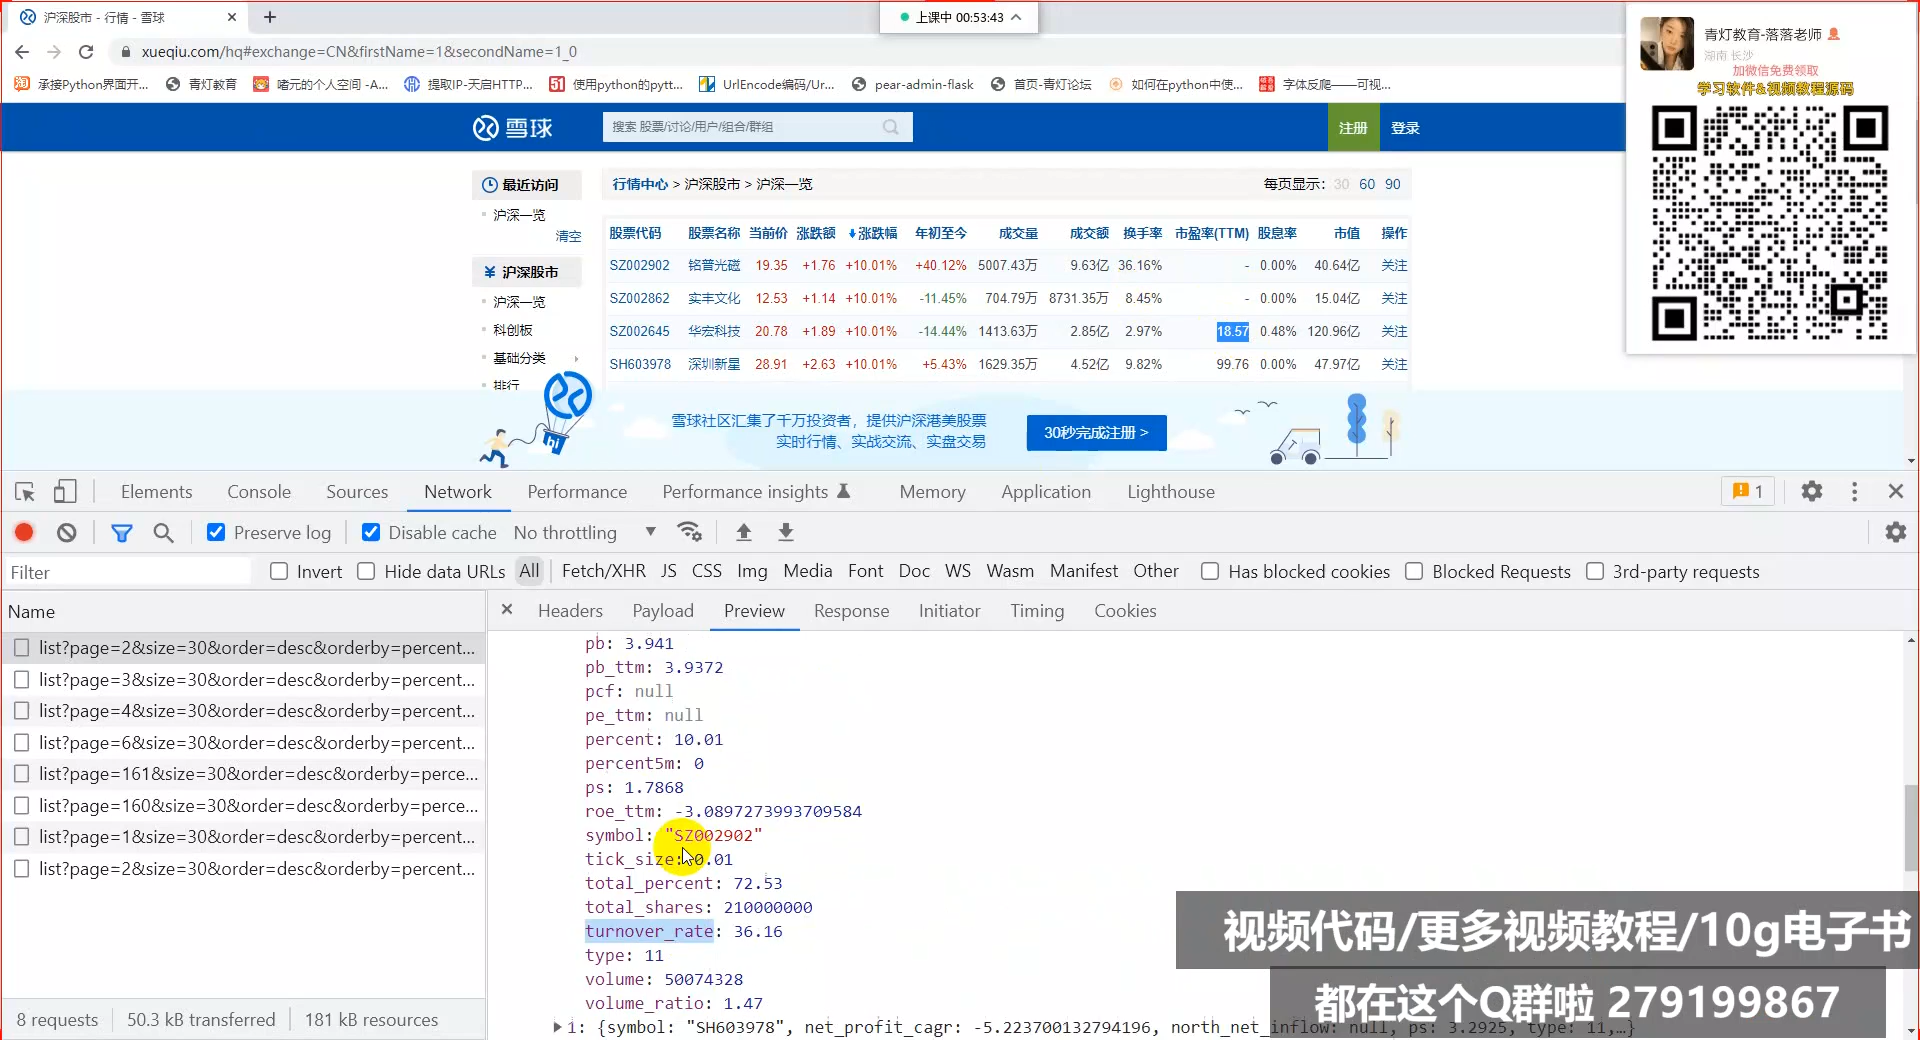 沪深股市 - 行情 - 雪球
上课中 00:53:43
xueqiu.com/hq#exchange=CN&firstName=1&secondName=1_0
承接Python界面开... 青灯教育 啫元的个人空间 -A... 提取IP-天启HTTP... 使用python的pytt... UrlEncode编码/Ur... pear-admin-flask 首页-青灯论坛 如何在python中使... 字体反爬——可视...
青灯教育-落落老师
湖南 长沙
加微信免费领取
学习软件&视频教程源码
雪球 搜索 股票/讨论/用户/组合/群组 注册 登录
最近访问
沪深一览
清空
¥ 沪深股市
沪深一览
科创板
基础分类
排行
行情中心 > 沪深股市 > 沪深一览 每页显示: 30 60 90
股票代码 股票名称 当前价 涨跌额 涨跌幅 年初至今 成交量 成交额 换手率 市盈率(TTM) 股息率 市值 操作
SZ002902 铭普光磁 19.35 +1.76 +10.01% +40.12% 5007.43万 9.63亿 36.16% - 0.00% 40.64亿 关注
SZ002862 实丰文化 12.53 +1.14 +10.01% -11.45% 704.79万 8731.35万 8.45% - 0.00% 15.04亿 关注
SZ002645 华宏科技 20.78 +1.89 +10.01% -14.44% 1413.63万 2.85亿 2.97% 18.57 0.48% 120.96亿 关注
SH603978 深圳新星 28.91 +2.63 +10.01% +5.43% 1629.35万 4.52亿 9.82% 99.76 0.00% 47.97亿 关注
hi
雪球社区汇集了千万投资者，提供沪深港美股票
实时行情、实战交流、实盘交易
30秒完成注册 >
Elements Console Sources Network Performance Performance insights Memory Application Lighthouse 1
Preserve log Disable cache No throttling
Filter Invert Hide data URLs All Fetch/XHR JS CSS Img Media Font Doc WS Wasm Manifest Other Has blocked cookies Blocked Requests 3rd-party requests
Name
list?page=2&size=30&order=desc&orderby=percent...
list?page=3&size=30&order=desc&orderby=percent...
list?page=4&size=30&order=desc&orderby=percent...
list?page=6&size=30&order=desc&orderby=percent...
list?page=161&size=30&order=desc&orderby=perce...
list?page=160&size=30&order=desc&orderby=perce...
list?page=1&size=30&order=desc&orderby=percent...
list?page=2&size=30&order=desc&orderby=percent...
8 requests 50.3 kB transferred 181 kB resources
Headers Payload Preview Response Initiator Timing Cookies
pb: 3.941
pb_ttm: 3.9372
pcf: null
pe_ttm: null
percent: 10.01
percent5m: 0
ps: 1.7868
roe_ttm: -3.0897273993709584
symbol: "SZ002902"
tick_size: 0.01
total_percent: 72.53
total_shares: 210000000
turnover_rate: 36.16
type: 11
volume: 50074328
volume_ratio: 1.47
1: {symbol: "SH603978", net_profit_cagr: -5.223700132794196, north_net_inflow: null, ps: 3.2925, type: 11,…}
视频代码/更多视频教程/10g电子书
都在这个Q群啦 279199867